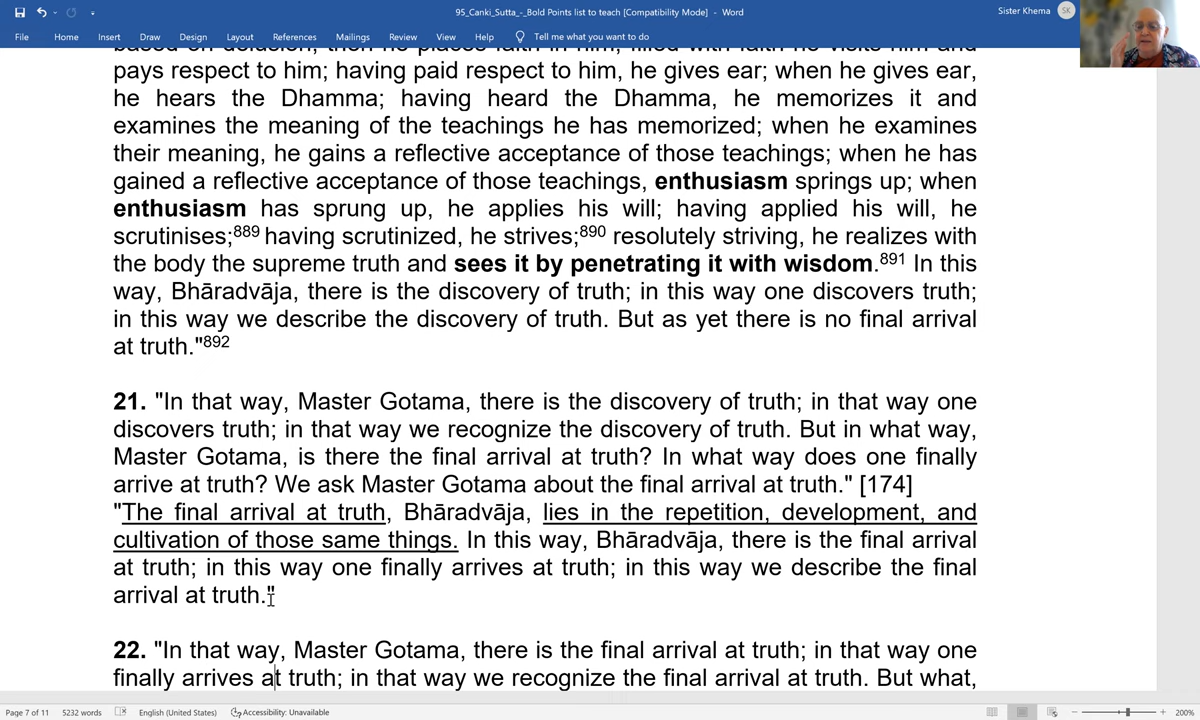 95_Canki_Sutta_-_Bold Points list to teach [Compatibility Mode] - Word
Sister Khema
SK
File Home Insert Draw Design Layout References Mailings Review View Help Tell me what you want to do
based on delusion; then he places faith in him; filled with faith he visits him and
pays respect to him; having paid respect to him, he gives ear; when he gives ear,
he hears the Dhamma; having heard the Dhamma, he memorizes it and
examines the meaning of the teachings he has memorized; when he examines
their meaning, he gains a reflective acceptance of those teachings; when he has
gained a reflective acceptance of those teachings, enthusiasm springs up; when
enthusiasm has sprung up, he applies his will; having applied his will, he
scrutinises;889 having scrutinized, he strives;890 resolutely striving, he realizes with
the body the supreme truth and sees it by penetrating it with wisdom.891 In this
way, Bhāradvāja, there is the discovery of truth; in this way one discovers truth;
in this way we describe the discovery of truth. But as yet there is no final arrival
at truth."892
21. "In that way, Master Gotama, there is the discovery of truth; in that way one
discovers truth; in that way we recognize the discovery of truth. But in what way,
Master Gotama, is there the final arrival at truth? In what way does one finally
arrive at truth? We ask Master Gotama about the final arrival at truth." [174]
"The final arrival at truth, Bhāradvāja, lies in the repetition, development, and
cultivation of those same things. In this way, Bhāradvāja, there is the final arrival
at truth; in this way one finally arrives at truth; in this way we describe the final
arrival at truth."
22. "In that way, Master Gotama, there is the final arrival at truth; in that way one
finally arrives at truth; in that way we recognize the final arrival at truth. But what,
Page 7 of 11 5232 words English (United States) Accessibility: Unavailable 200%